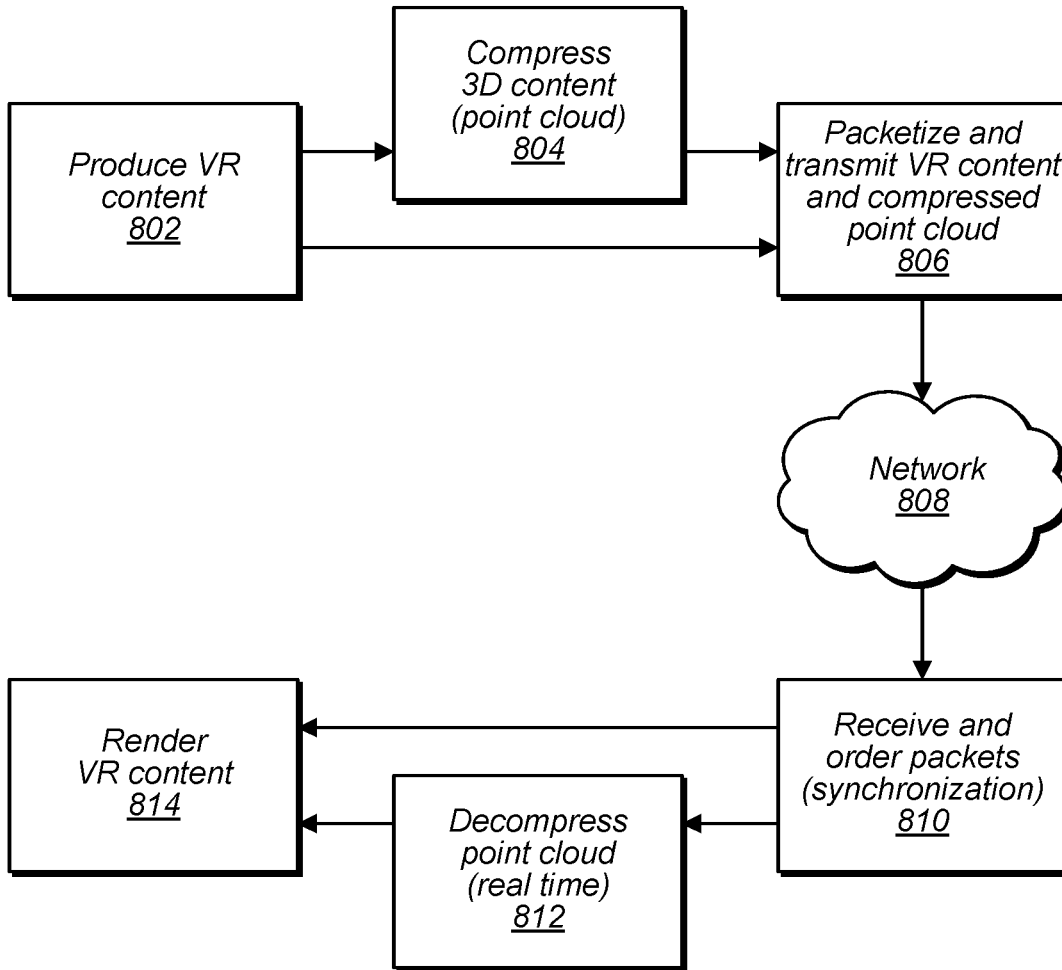 Produce VR
content
802
Compress
3D content
(point cloud)
804
Packetize and
transmit VR content
and compressed
point cloud
806
Network
808
Receive and
order packets
(synchronization)
810
Decompress
point cloud
(real time)
812
Render
VR content
814